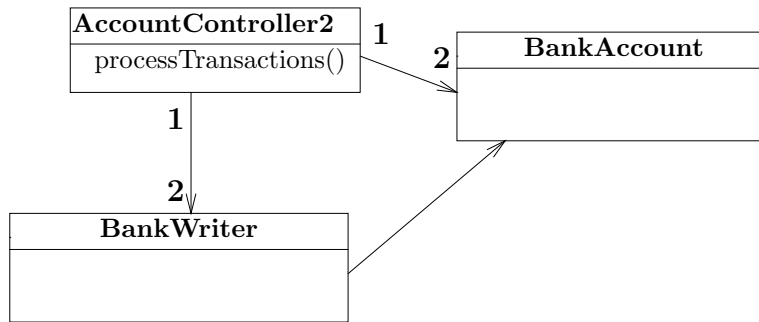 AccountController2
processTransactions()
1
2
BankAccount
1
2
BankWriter